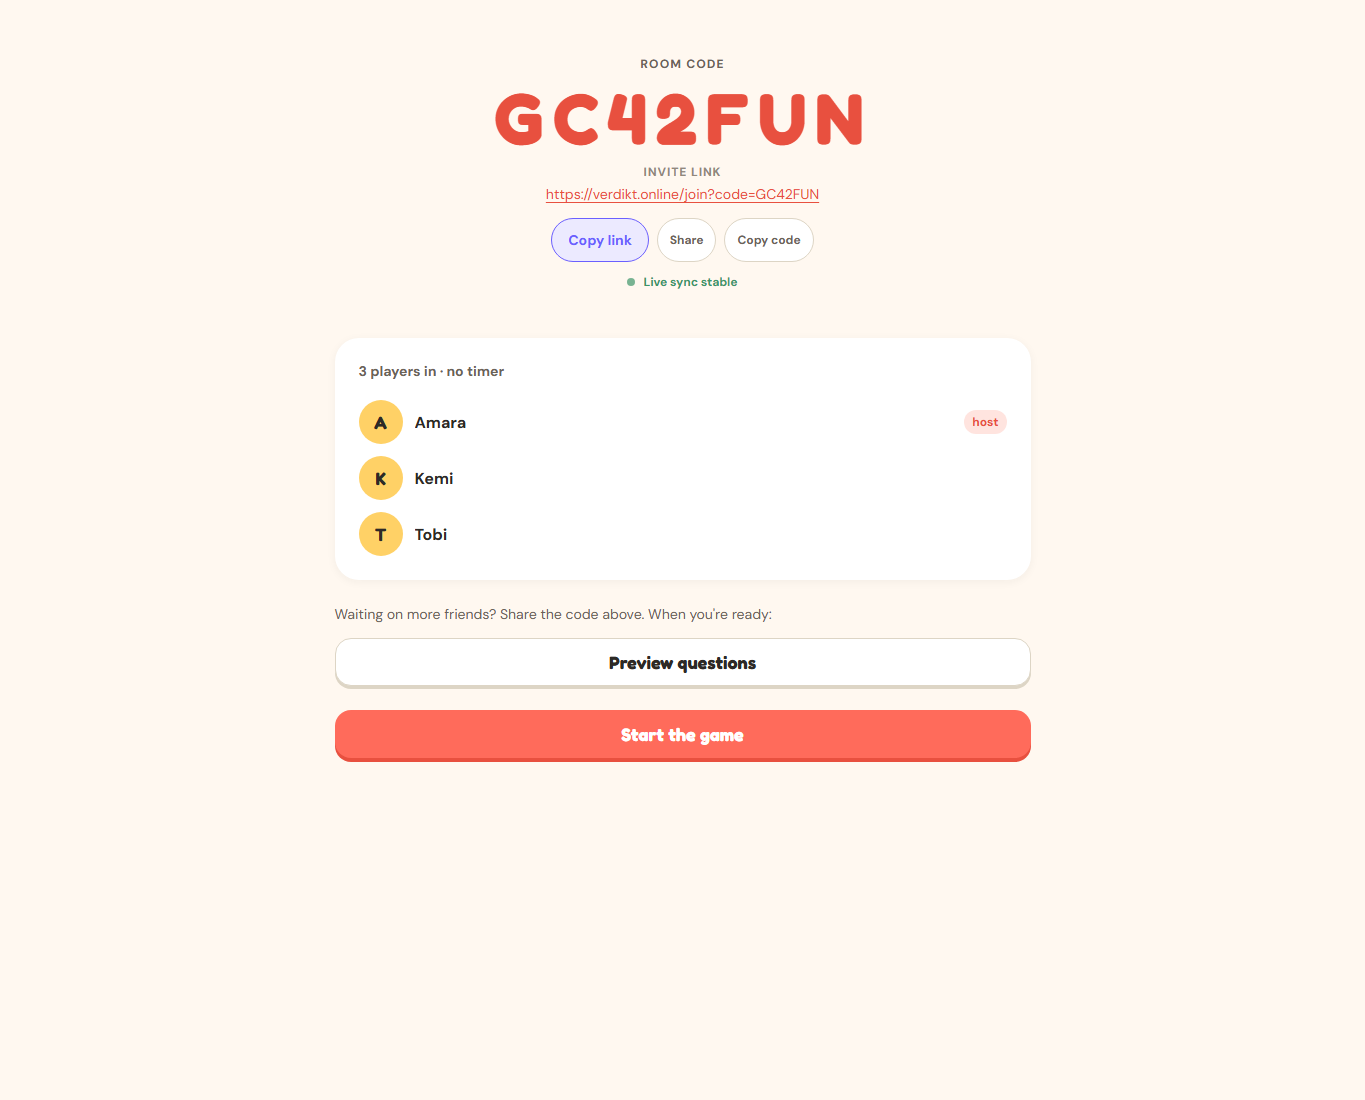 ROOM CODE
GC42FUN
INVITE LINK
https://verdikt.online/join?code=GC42FUN
Copy link Share Copy code
Live sync stable
3 players in · no timer
A Amara host
K Kemi
T Tobi
Waiting on more friends? Share the code above. When you're ready:
Preview questions
Start the game